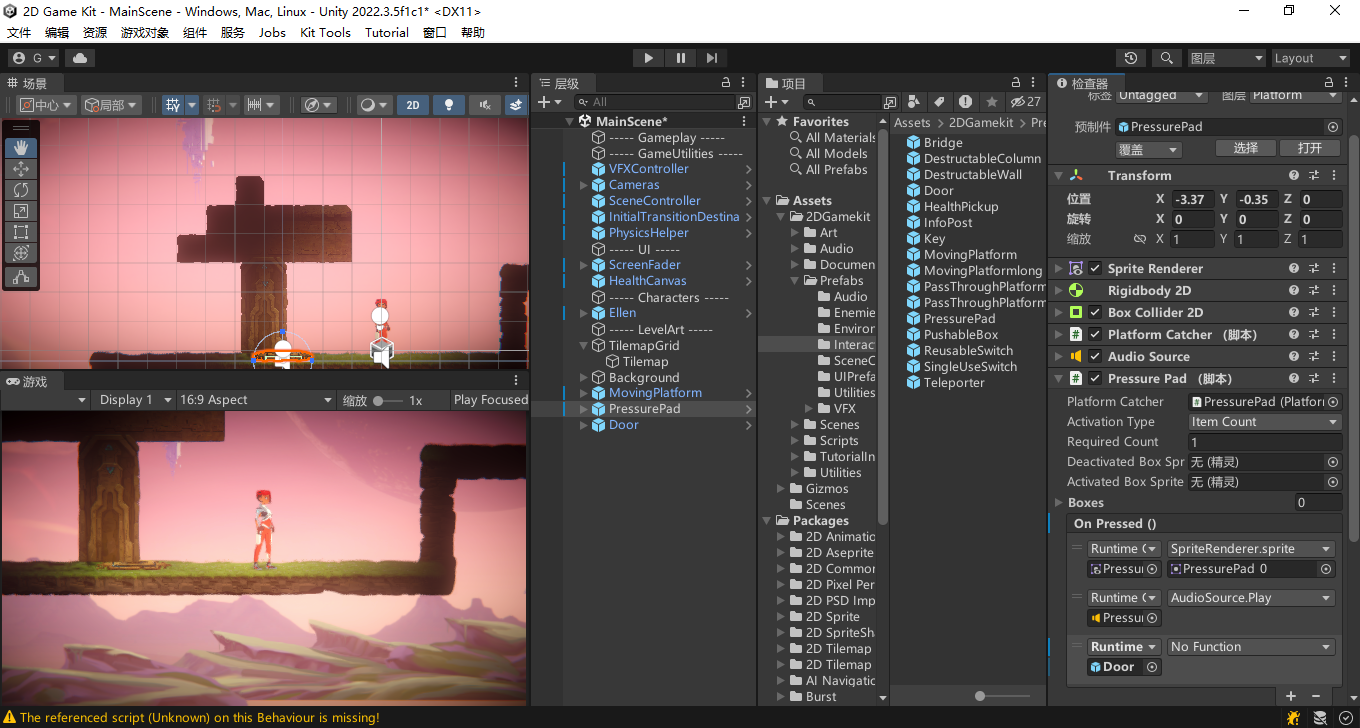 2D Game Kit - MainScene - Windows, Mac, Linux - Unity 2022.3.5f1c1* <DX11>
文件 编辑 资源 游戏对象 组件 服务 Jobs Kit Tools Tutorial 窗口 帮助
G
图层 Layout
场景
中心 局部 2D
游戏
Display 1 16:9 Aspect 缩放 1x Play Focused
层级
All
MainScene*
----- Gameplay -----
----- GameUtilities -----
VFXController
Cameras
SceneController
InitialTransitionDestina
PhysicsHelper
----- UI -----
ScreenFader
HealthCanvas
----- Characters -----
Ellen
----- LevelArt -----
TilemapGrid
Tilemap
Background
MovingPlatform
PressurePad
Door
项目
27
Favorites
All Materials
All Models
All Prefabs
Assets
2DGamekit
Art
Audio
Documen
Prefabs
Audio
Enemie
Environ
Interac
SceneC
UIPrefa
Utilities
VFX
Scenes
Scripts
TutorialIn
Utilities
Gizmos
Scenes
Packages
2D Animatio
2D Aseprite
2D Common
2D Pixel Per
2D PSD Imp
2D Sprite
2D SpriteSha
2D Tilemap
2D Tilemap
AI Navigatic
Burst
Assets 2DGamekit Pre
Bridge
DestructableColumn
DestructableWall
Door
HealthPickup
InfoPost
Key
MovingPlatform
MovingPlatformlong
PassThroughPlatform
PassThroughPlatform
PressurePad
PushableBox
ReusableSwitch
SingleUseSwitch
Teleporter
检查器
标签 Untagged 图层 Platform
预制件 PressurePad
覆盖 选择 打开
Transform
位置 X -3.37 Y -0.35 Z 0
旋转 X 0 Y 0 Z 0
缩放 X 1 Y 1 Z 1
Sprite Renderer
Rigidbody 2D
Box Collider 2D
Platform Catcher （脚本）
Audio Source
Pressure Pad （脚本）
Platform Catcher PressurePad (Platforr
Activation Type Item Count
Required Count 1
Deactivated Box Spr 无 (精灵)
Activated Box Sprite 无 (精灵)
Boxes 0
On Pressed ()
Runtime SpriteRenderer.sprite
Pressur PressurePad_0
Runtime AudioSource.Play
Pressur
Runtime No Function
Door
The referenced script (Unknown) on this Behaviour is missing!